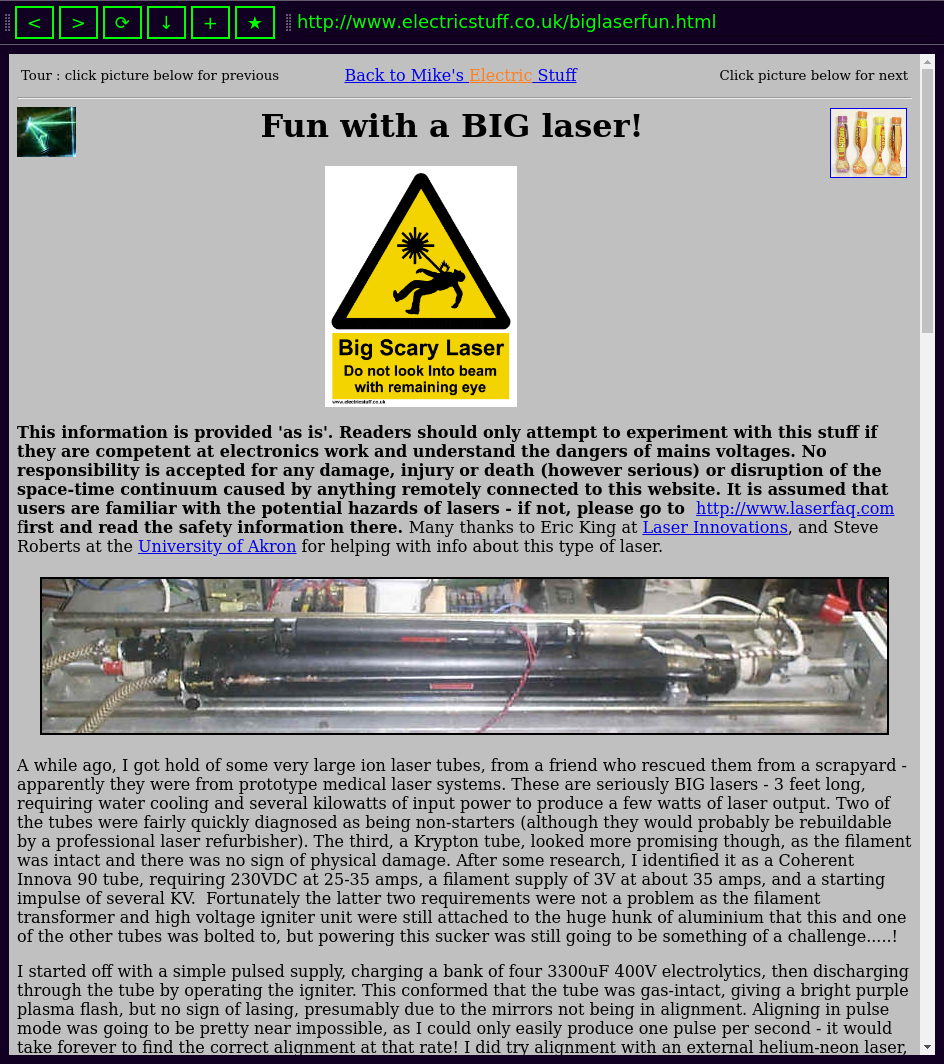 < > ⟳ ↓ + ★ http://www.electricstuff.co.uk/biglaserfun.html
Tour : click picture below for previous Back to Mike's Electric Stuff Click picture below for next
Fun with a BIG laser!
Big Scary Laser
Do not look Into beam
with remaining eye
www.electricstuff.co.uk
This information is provided 'as is'. Readers should only attempt to experiment with this stuff if
they are competent at electronics work and understand the dangers of mains voltages. No
responsibility is accepted for any damage, injury or death (however serious) or disruption of the
space-time continuum caused by anything remotely connected to this website. It is assumed that
users are familiar with the potential hazards of lasers - if not, please go to http://www.laserfaq.com
first and read the safety information there. Many thanks to Eric King at Laser Innovations, and Steve
Roberts at the University of Akron for helping with info about this type of laser.
A while ago, I got hold of some very large ion laser tubes, from a friend who rescued them from a scrapyard -
apparently they were from prototype medical laser systems. These are seriously BIG lasers - 3 feet long,
requiring water cooling and several kilowatts of input power to produce a few watts of laser output. Two of
the tubes were fairly quickly diagnosed as being non-starters (although they would probably be rebuildable
by a professional laser refurbisher). The third, a Krypton tube, looked more promising though, as the filament
was intact and there was no sign of physical damage. After some research, I identified it as a Coherent
Innova 90 tube, requiring 230VDC at 25-35 amps, a filament supply of 3V at about 35 amps, and a starting
impulse of several KV. Fortunately the latter two requirements were not a problem as the filament
transformer and high voltage igniter unit were still attached to the huge hunk of aluminium that this and one
of the other tubes was bolted to, but powering this sucker was still going to be something of a challenge.....!
I started off with a simple pulsed supply, charging a bank of four 3300uF 400V electrolytics, then discharging
through the tube by operating the igniter. This conformed that the tube was gas-intact, giving a bright purple
plasma flash, but no sign of lasing, presumably due to the mirrors not being in alignment. Aligning in pulse
mode was going to be pretty near impossible, as I could only easily produce one pulse per second - it would
take forever to find the correct alignment at that rate! I did try alignment with an external helium-neon laser,